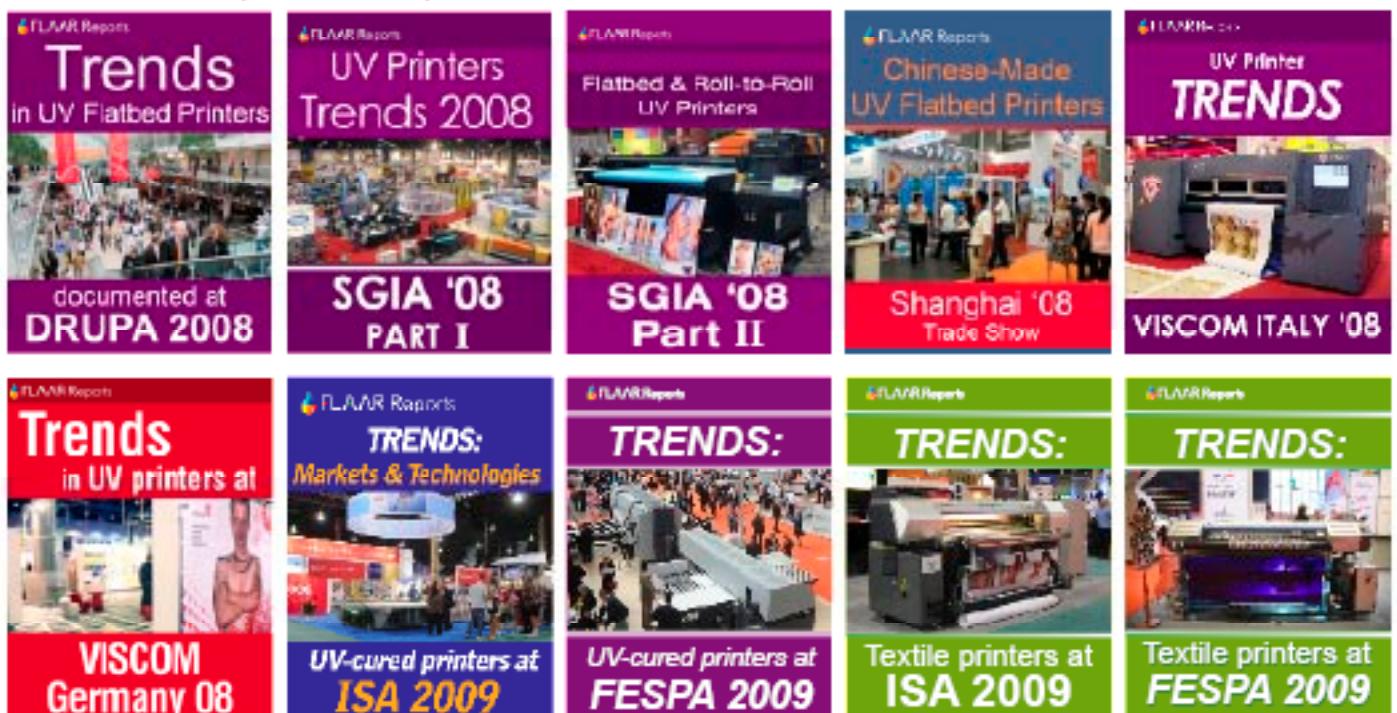 FLAAR Reports
Trends
in UV Flatbed Printers
documented at
DRUPA 2008
FLAAR Reports
UV Printers
Trends 2008
SGIA '08
PART I
FLAAR Reports
Flatbed & Roll-to-Roll
UV Printers
SGIA '08
Part II
FLAAR Reports
Chinese-Made
UV Flatbed Printers
Shanghai '08
Trade Show
FLAAR Reports
UV Printer
TRENDS
VISCOM ITALY '08
FLAAR Reports
Trends
in UV printers at
VISCOM
Germany 08
FLAAR Reports
TRENDS:
Markets & Technologies
UV-cured printers at
ISA 2009
FLAAR Reports
TRENDS:
UV-cured printers at
FESPA 2009
FLAAR Reports
TRENDS:
Textile printers at
ISA 2009
FLAAR Reports
TRENDS:
Textile printers at
FESPA 2009